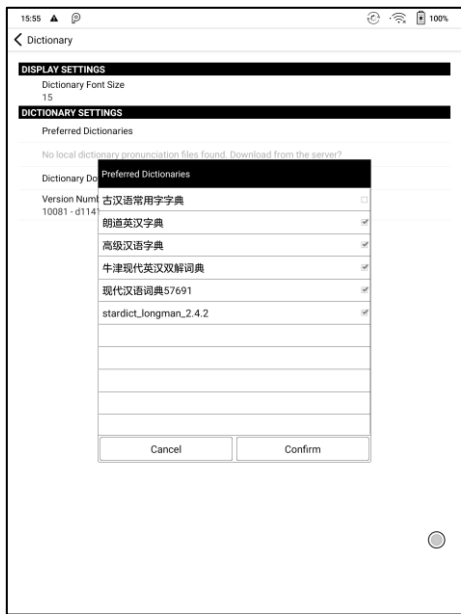 15:55 100%
Dictionary
DISPLAY SETTINGS
Dictionary Font Size
15
DICTIONARY SETTINGS
Preferred Dictionaries
No local dictionary pronunciation files found. Download from the server?
Dictionary Do
Version Numb
10081 - d1141
Preferred Dictionaries
古汉语常用字字典
朗道英汉字典
高级汉语字典
牛津现代英汉双解词典
现代汉语词典57691
stardict_longman_2.4.2
Cancel Confirm